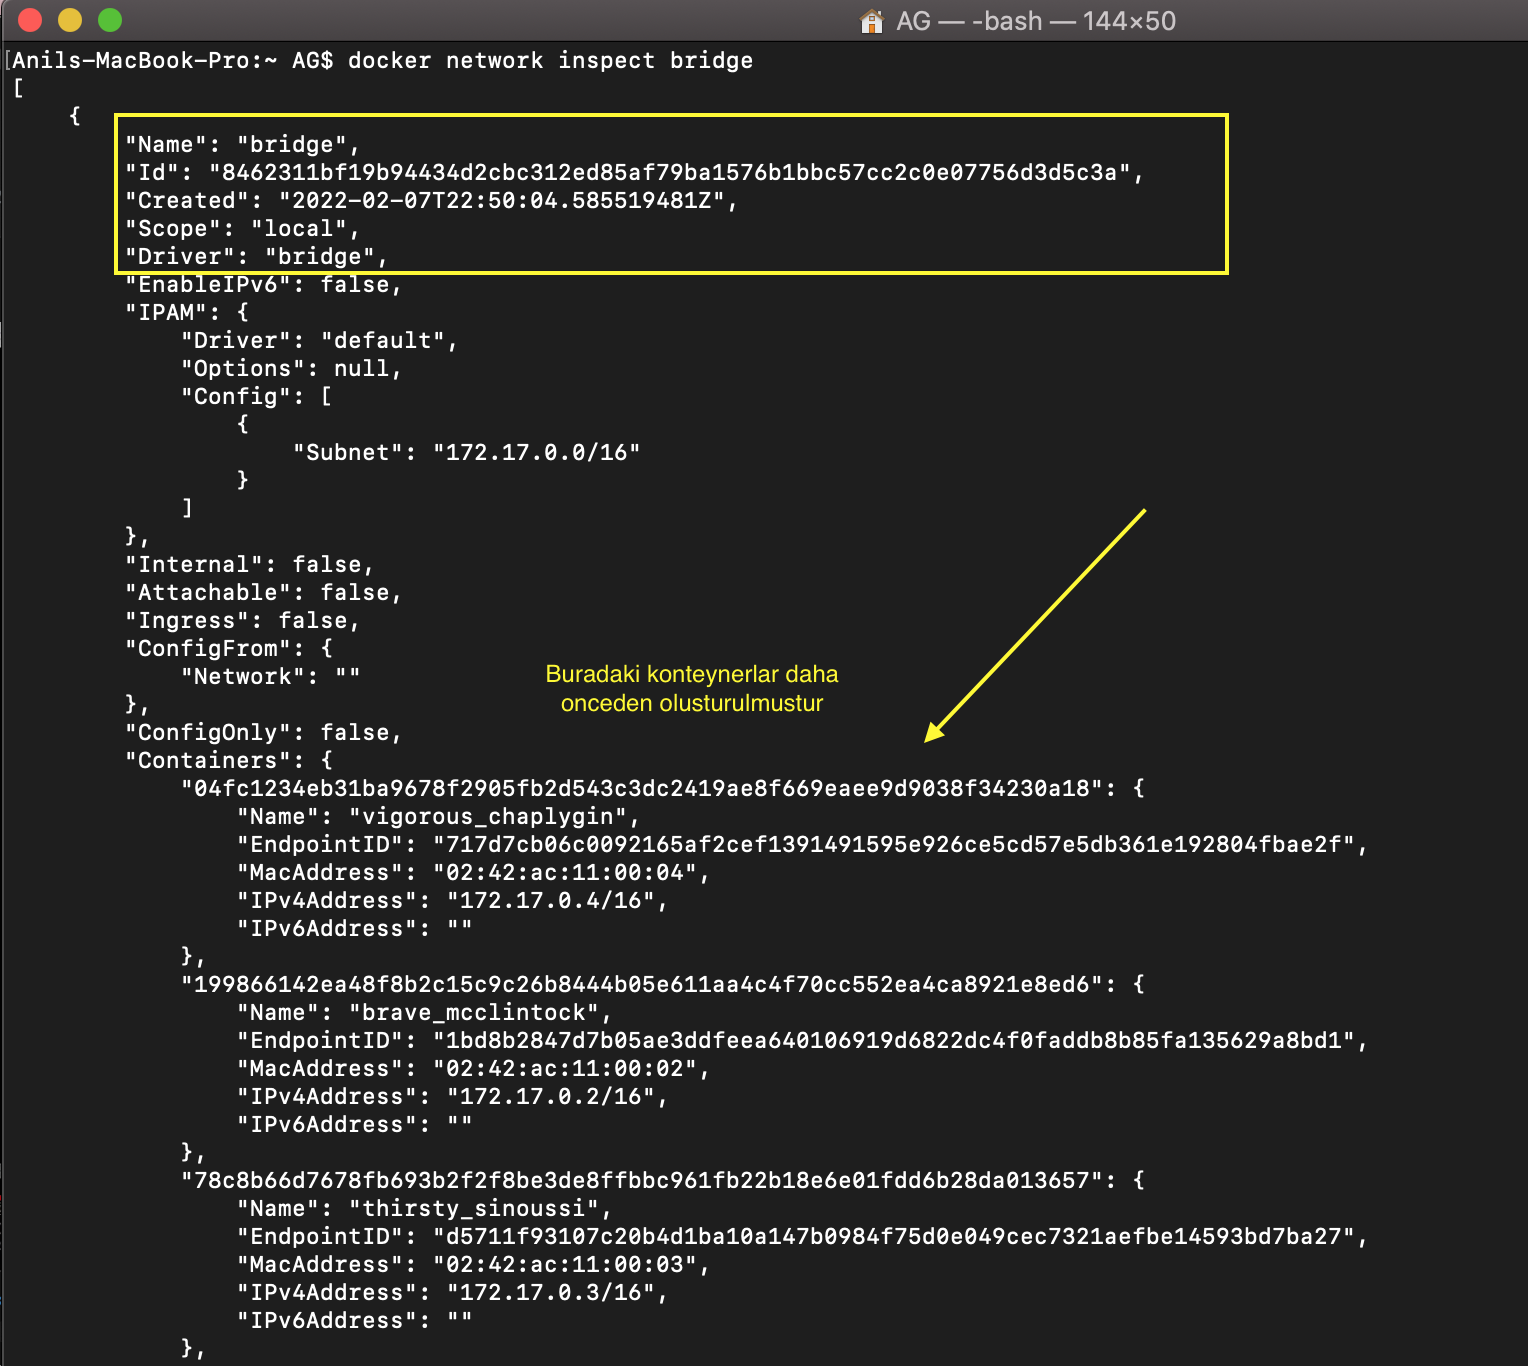 AG — -bash — 144×50
[Anils-MacBook-Pro:~ AG$ docker network inspect bridge
[
{
"Name": "bridge",
"Id": "8462311bf19b94434d2cbc312ed85af79ba1576b1bbc57cc2c0e07756d3d5c3a",
"Created": "2022-02-07T22:50:04.585519481Z",
"Scope": "local",
"Driver": "bridge",
"EnableIPv6": false,
"IPAM": {
"Driver": "default",
"Options": null,
"Config": [
{
"Subnet": "172.17.0.0/16"
}
]
},
"Internal": false,
"Attachable": false,
"Ingress": false,
"ConfigFrom": {
"Network": ""
},
Buradaki konteynerlar daha
onceden olusturulmustur
"ConfigOnly": false,
"Containers": {
"04fc1234eb31ba9678f2905fb2d543c3dc2419ae8f669eaee9d9038f34230a18": {
"Name": "vigorous_chaplygin",
"EndpointID": "717d7cb06c0092165af2cef1391491595e926ce5cd57e5db361e192804fbae2f",
"MacAddress": "02:42:ac:11:00:04",
"IPv4Address": "172.17.0.4/16",
"IPv6Address": ""
},
"199866142ea48f8b2c15c9c26b8444b05e611aa4c4f70cc552ea4ca8921e8ed6": {
"Name": "brave_mcclintock",
"EndpointID": "1bd8b2847d7b05ae3ddfeea640106919d6822dc4f0faddb8b85fa135629a8bd1",
"MacAddress": "02:42:ac:11:00:02",
"IPv4Address": "172.17.0.2/16",
"IPv6Address": ""
},
"78c8b66d7678fb693b2f2f8be3de8ffbbc961fb22b18e6e01fdd6b28da013657": {
"Name": "thirsty_sinoussi",
"EndpointID": "d5711f93107c20b4d1ba10a147b0984f75d0e049cec7321aefbe14593bd7ba27",
"MacAddress": "02:42:ac:11:00:03",
"IPv4Address": "172.17.0.3/16",
"IPv6Address": ""
},